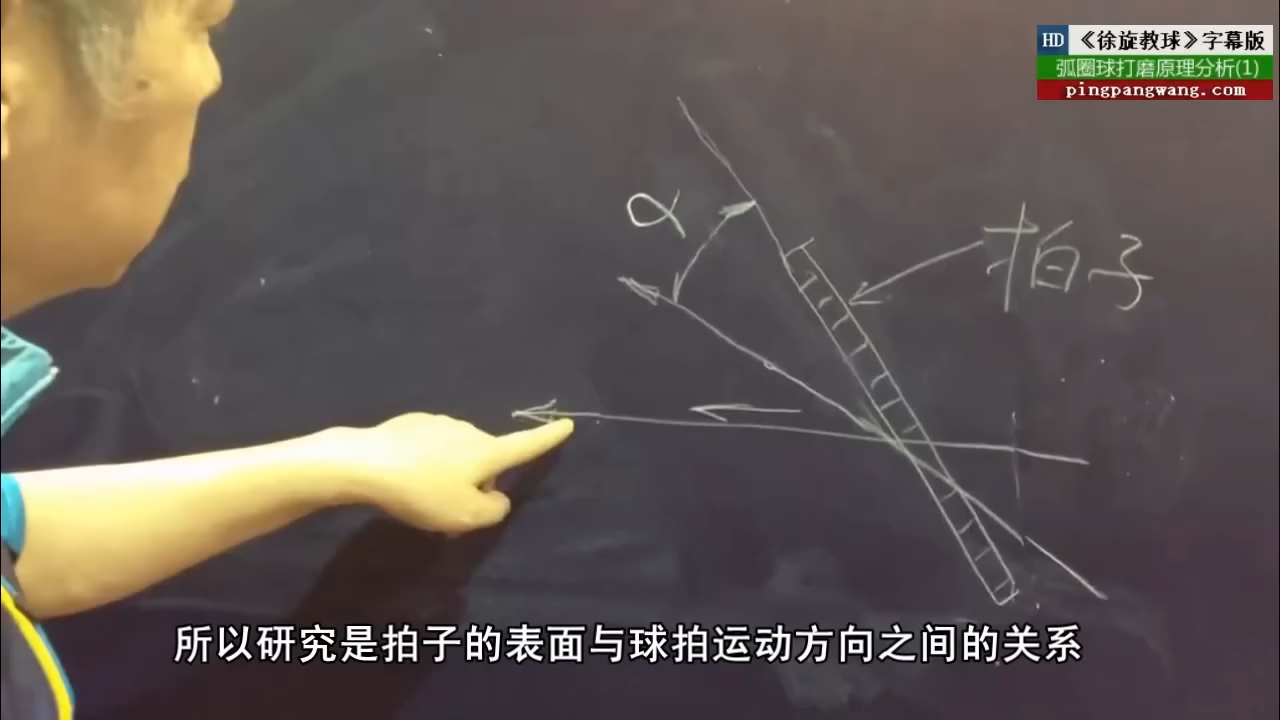 HD 《徐旋教球》字幕版
弧圈球打磨原理分析(1)
pingpangwang.com
α
拍子
所以研究是拍子的表面与球拍运动方向之间的关系